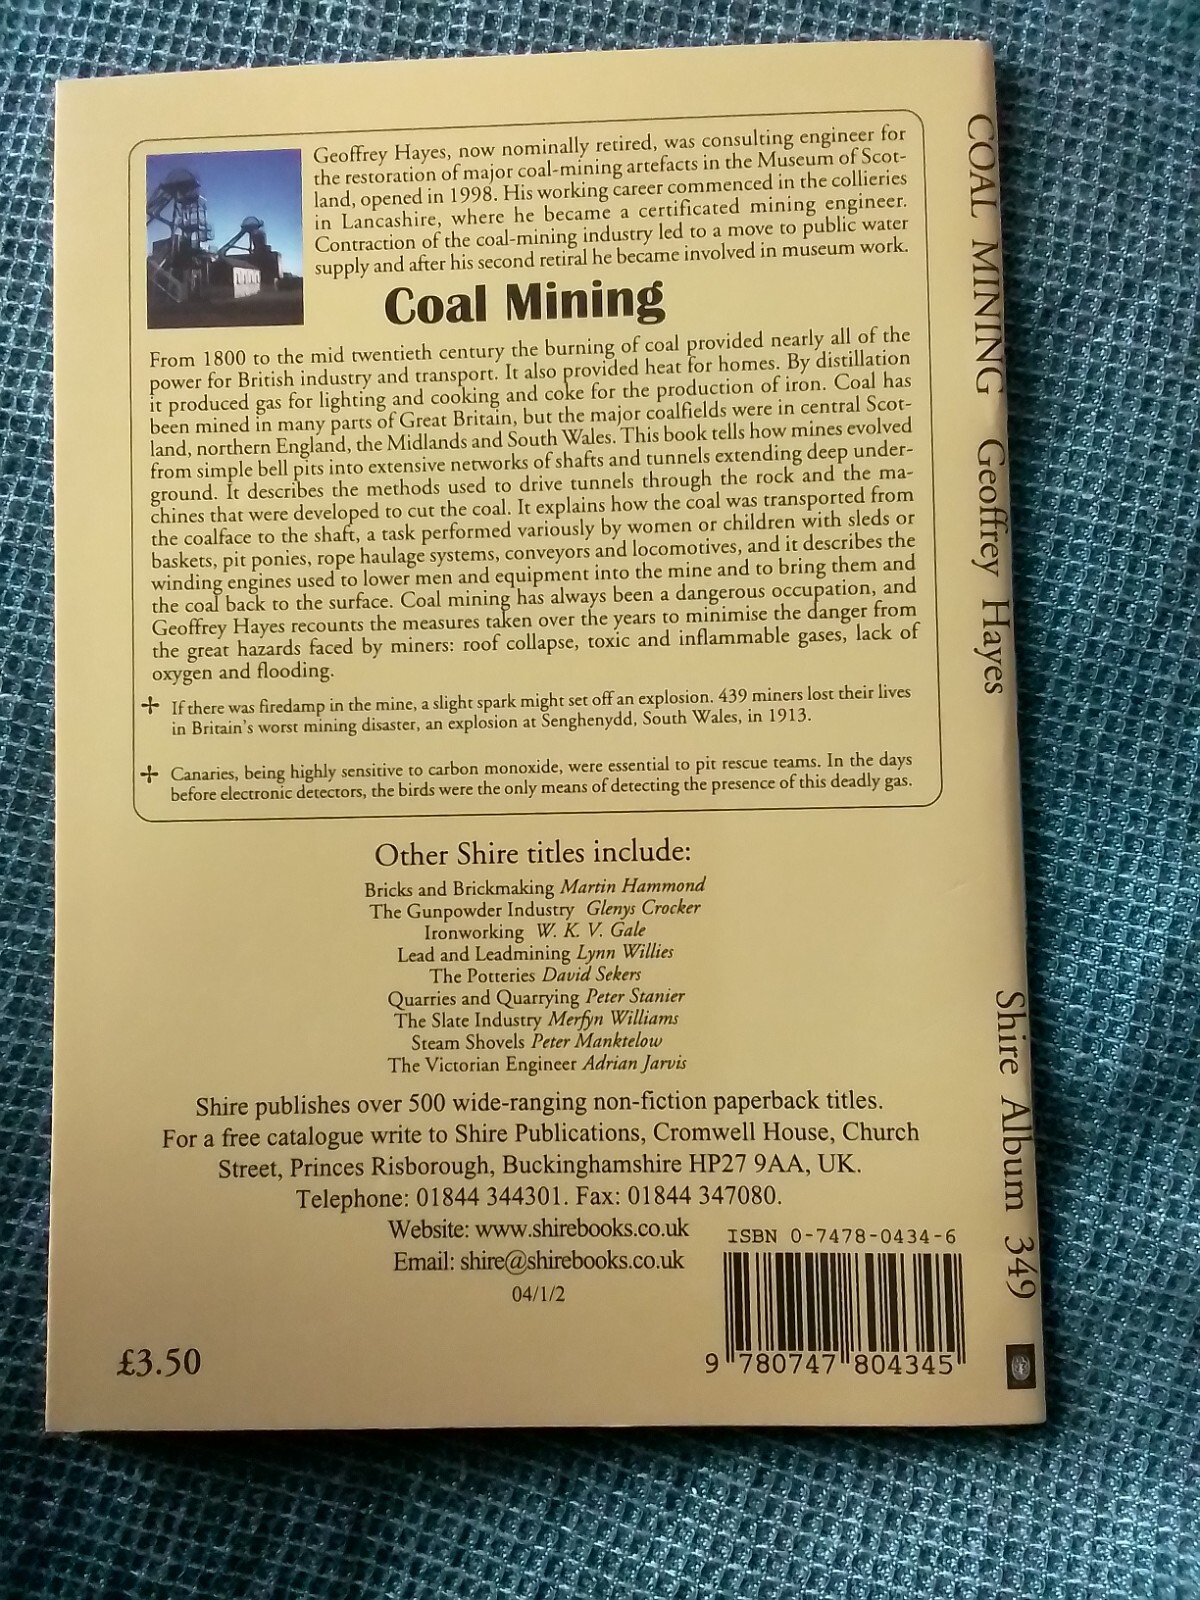 Geoffrey Hayes, now nominally retired, was consulting engineer for
the restoration of major coal-mining artefacts in the Museum of Scot-
land, opened in 1998. His working career commenced in the collieries
in Lancashire, where he became a certificated mining engineer.
Contraction of the coal-mining industry led to a move to public water
supply and after his second retiral he became involved in museum work.
Coal Mining
From 1800 to the mid twentieth century the burning of coal provided nearly all of the
power for British industry and transport. It also provided heat for homes. By distillation
it produced gas for lighting and cooking and coke for the production of iron. Coal has
been mined in many parts of Great Britain, but the major coalfields were in central Scot-
land, northern England, the Midlands and South Wales. This book tells how mines evolved
from simple bell pits into extensive networks of shafts and tunnels extending deep under-
ground. It describes the methods used to drive tunnels through the rock and the ma-
chines that were developed to cut the coal. It explains how the coal was transported from
the coalface to the shaft, a task performed variously by women or children with sleds or
baskets, pit ponies, rope haulage systems, conveyors and locomotives, and it describes the
winding engines used to lower men and equipment into the mine and to bring them and
the coal back to the surface. Coal mining has always been a dangerous occupation, and
Geoffrey Hayes recounts the measures taken over the years to minimise the danger from
the great hazards faced by miners: roof collapse, toxic and inflammable gases, lack of
oxygen and flooding.
If there was firedamp in the mine, a slight spark might set off an explosion. 439 miners lost their lives
in Britain's worst mining disaster, an explosion at Senghenydd, South Wales, in 1913.
Canaries, being highly sensitive to carbon monoxide, were essential to pit rescue teams. In the days
before electronic detectors, the birds were the only means of detecting the presence of this deadly gas.
Other Shire titles include:
Bricks and Brickmaking Martin Hammond
The Gunpowder Industry Glenys Crocker
Ironworking W. K. V. Gale
Lead and Leadmining Lynn Willies
The Potteries David Sekers
Quarries and Quarrying Peter Stanier
The Slate Industry Merfyn Williams
Steam Shovels Peter Manktelow
The Victorian Engineer Adrian Jarvis
Shire publishes over 500 wide-ranging non-fiction paperback titles.
For a free catalogue write to Shire Publications, Cromwell House, Church
Street, Princes Risborough, Buckinghamshire HP27 9AA, UK.
Telephone: 01844 344301. Fax: 01844 347080.
Website: www.shirebooks.co.uk
Email: shire@shirebooks.co.uk
04/1/2
£3.50
ISBN 0-7478-0434-6
9 780747 804345
COAL MINING Geoffrey Hayes Shire Album 349